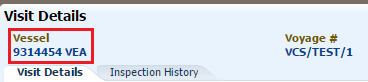 Visit Details
Vessel Voyage #
9314454 VEA VCS/TEST/1
Visit Details Inspection History